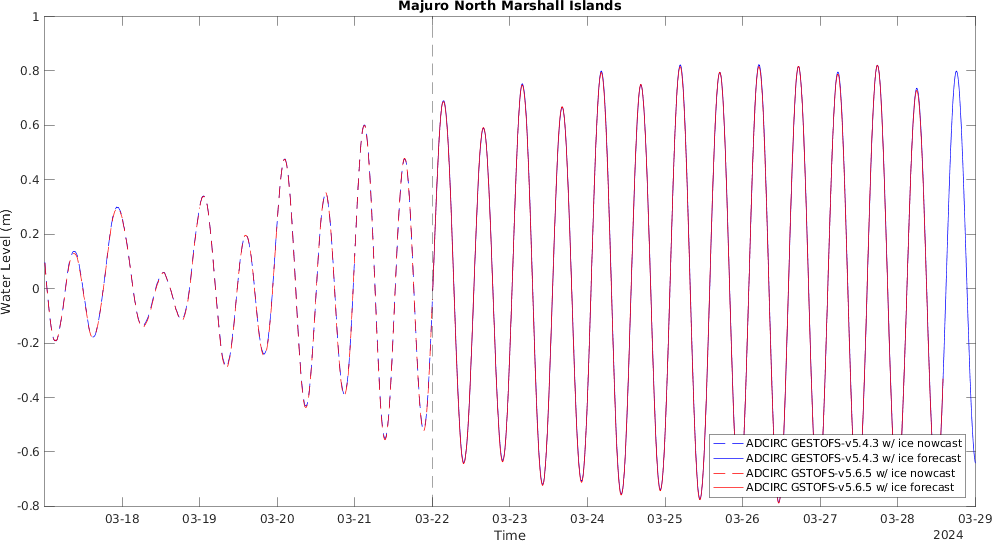 Majuro North Marshall Islands
1
0.8
0.6
0.4
0.2
0
-0.2
-0.4
-0.6
-0.8
Water Level (m)
ADCIRC GESTOFS-v5.4.3 w/ ice nowcast
ADCIRC GESTOFS-v5.4.3 w/ ice forecast
ADCIRC GSTOFS-v5.6.5 w/ ice nowcast
ADCIRC GSTOFS-v5.6.5 w/ ice forecast
03-18 03-19 03-20 03-21 03-22 03-23 03-24 03-25 03-26 03-27 03-28 03-29
Time
2024